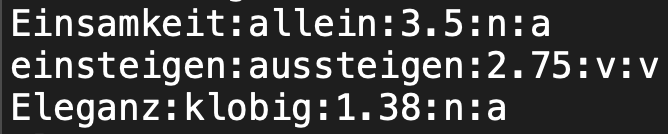 Einsamkeit:allein:3.5:n:a
einsteigen:aussteigen:2.75:v:v
Eleganz:klobig:1.38:n:a